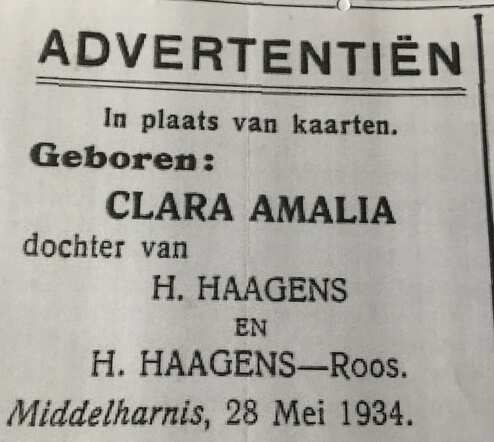 ADVERTENTIËN
In plaats van kaarten.
Geboren:
CLARA AMALIA
dochter van
H. HAAGENS
EN
H. HAAGENS—Roos.
Middelharnis, 28 Mei 1934.